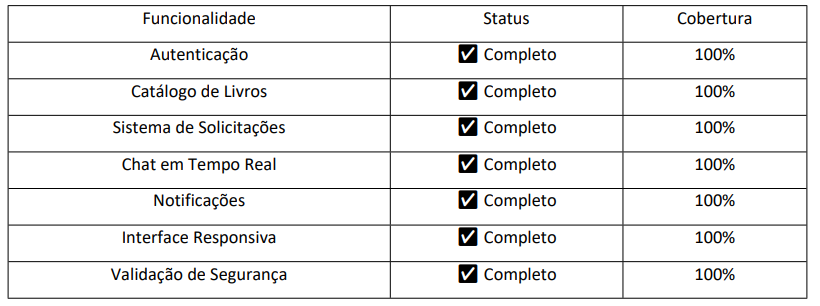 Funcionalidade Status Cobertura
Autenticação ✔ Completo 100%
Catálogo de Livros ✔ Completo 100%
Sistema de Solicitações ✔ Completo 100%
Chat em Tempo Real ✔ Completo 100%
Notificações ✔ Completo 100%
Interface Responsiva ✔ Completo 100%
Validação de Segurança ✔ Completo 100%